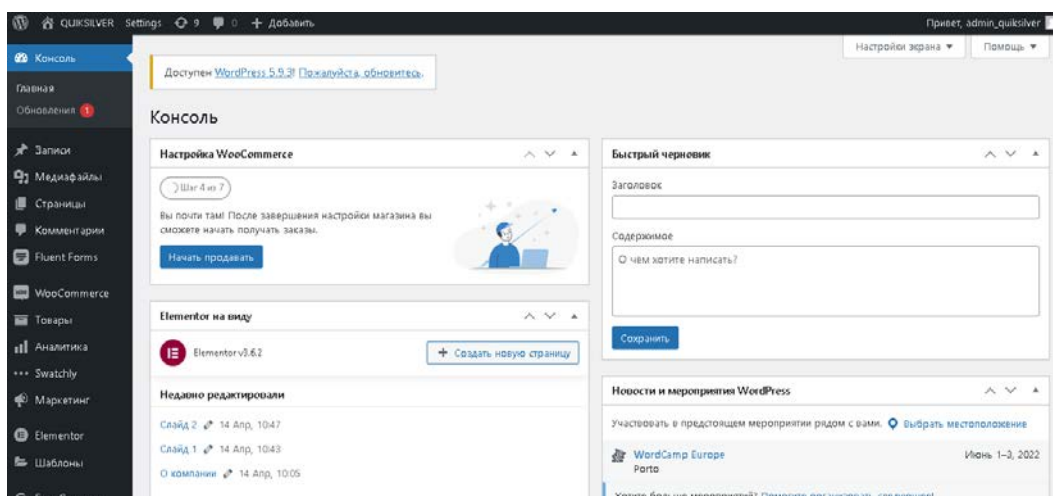 QUIKSILVER Settings 9 0 + Добавить Привет, admin_quiksilver
Настройки экрана Помощь
Консоль
Главная
Обновления 1
Записи
Медиафайлы
Страницы
Комментарии
Fluent Forms
WooCommerce
Товары
Аналитика
Swatchly
Маркетинг
Elementor
Шаблоны
Доступен WordPress 5.9.3! Пожалуйста, обновитесь.
Консоль
Настройка WooCommerce
Шаг 4 из 7
Вы почти там! После завершения настройки магазина вы
сможете начать получать заказы.
Начать продавать
Elementor на виду
Elementor v3.6.2
+ Создать новую страницу
Недавно редактировали
Слайд 2 14 Апр, 10:47
Слайд 1 14 Апр, 10:43
О компании 14 Апр, 10:05
Быстрый черновик
Заголовок
Содержимое
О чём хотите написать?
Сохранить
Новости и мероприятия WordPress
Участвовать в предстоящем мероприятии рядом с вами. Выбрать местоположение
WordCamp Europe Июнь 1–3, 2022
Porto